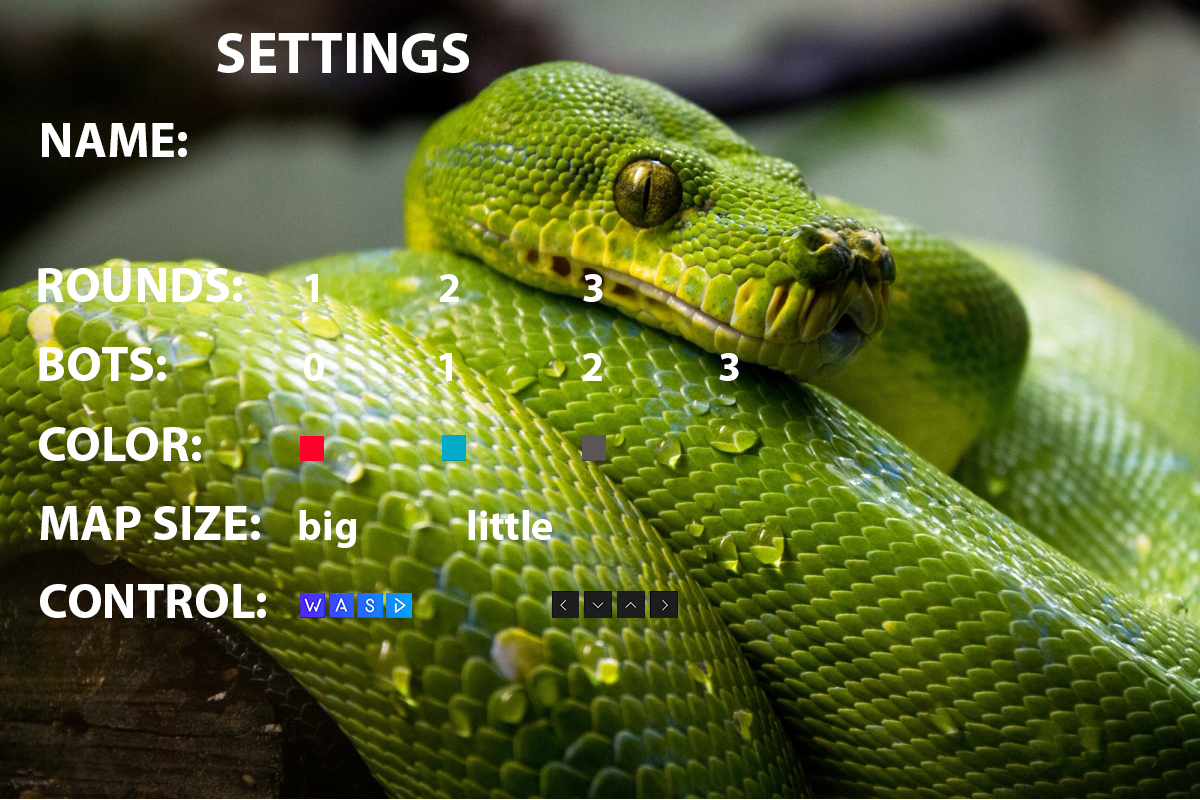 SETTINGS
NAME:
ROUNDS: 1 2 3
BOTS: 0 1 2 3
COLOR:
MAP SIZE: big little
CONTROL: W A S D < ﹀ ︿ >